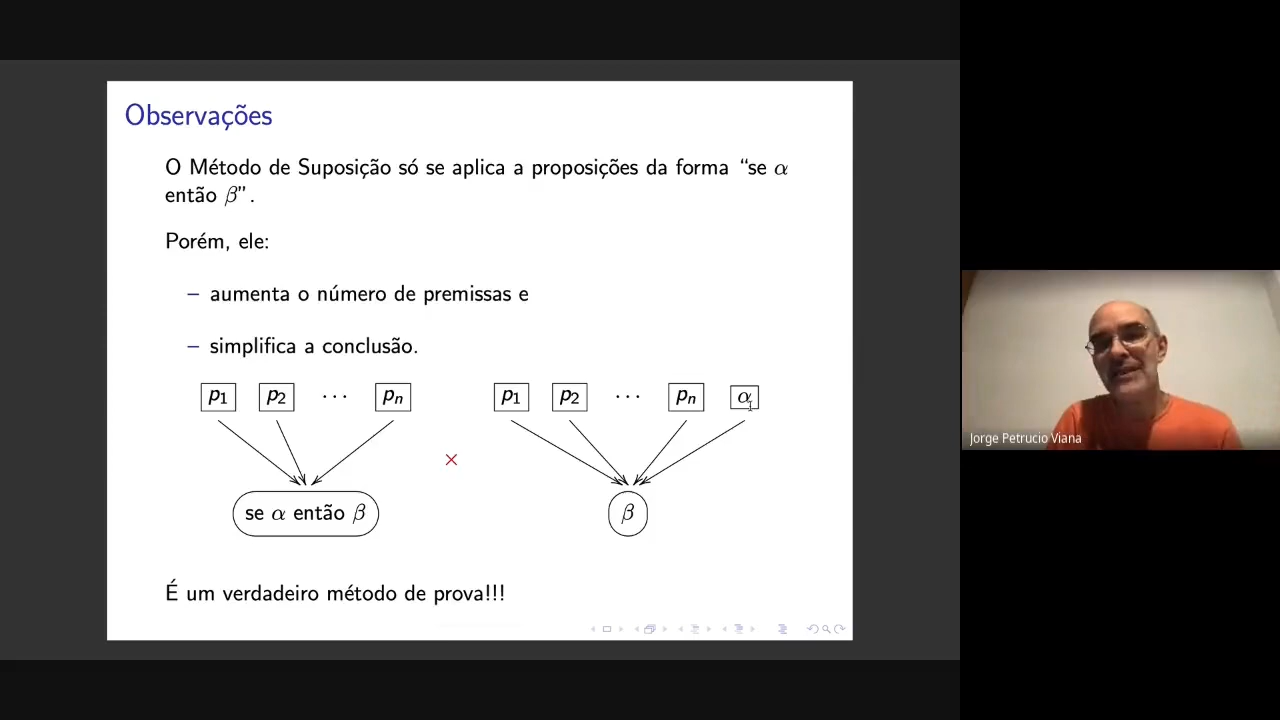 Observações
O Método de Suposição só se aplica a proposições da forma “se α
então β”.
Porém, ele:
– aumenta o número de premissas e
– simplifica a conclusão.
p1 p2 ··· pn p1 p2 ··· pn α
×
se α então β β
É um verdadeiro método de prova!!!
Jorge Petrucio Viana